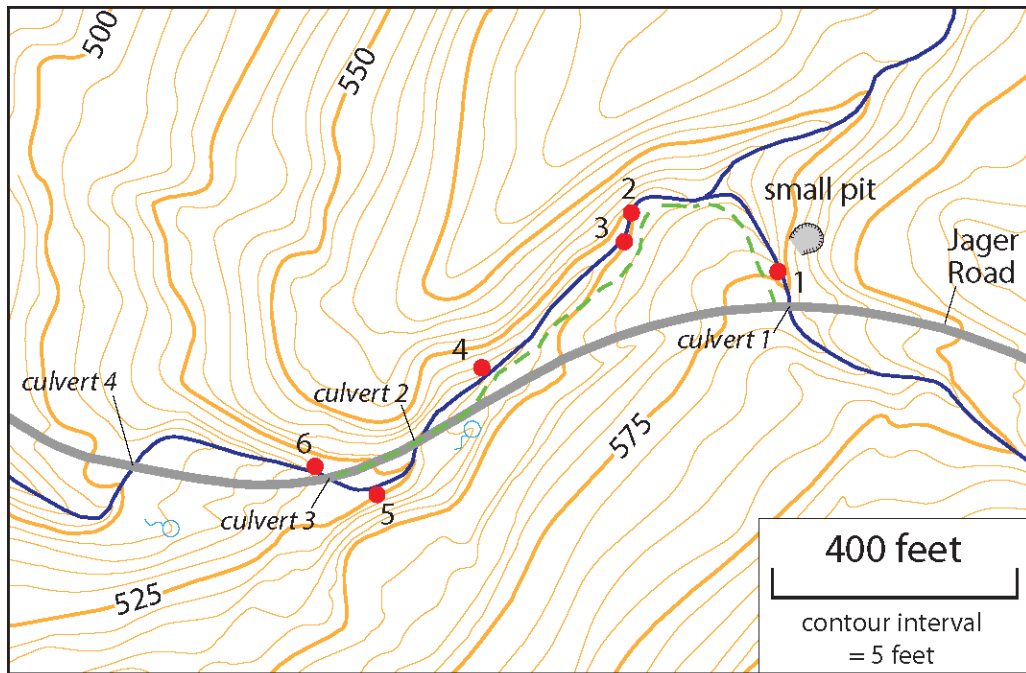 500
550
2
small pit
3
Jager
Road
1
culvert 1
4
culvert 2
culvert 4
575
6
culvert 3
5
525
400 feet
contour interval
= 5 feet